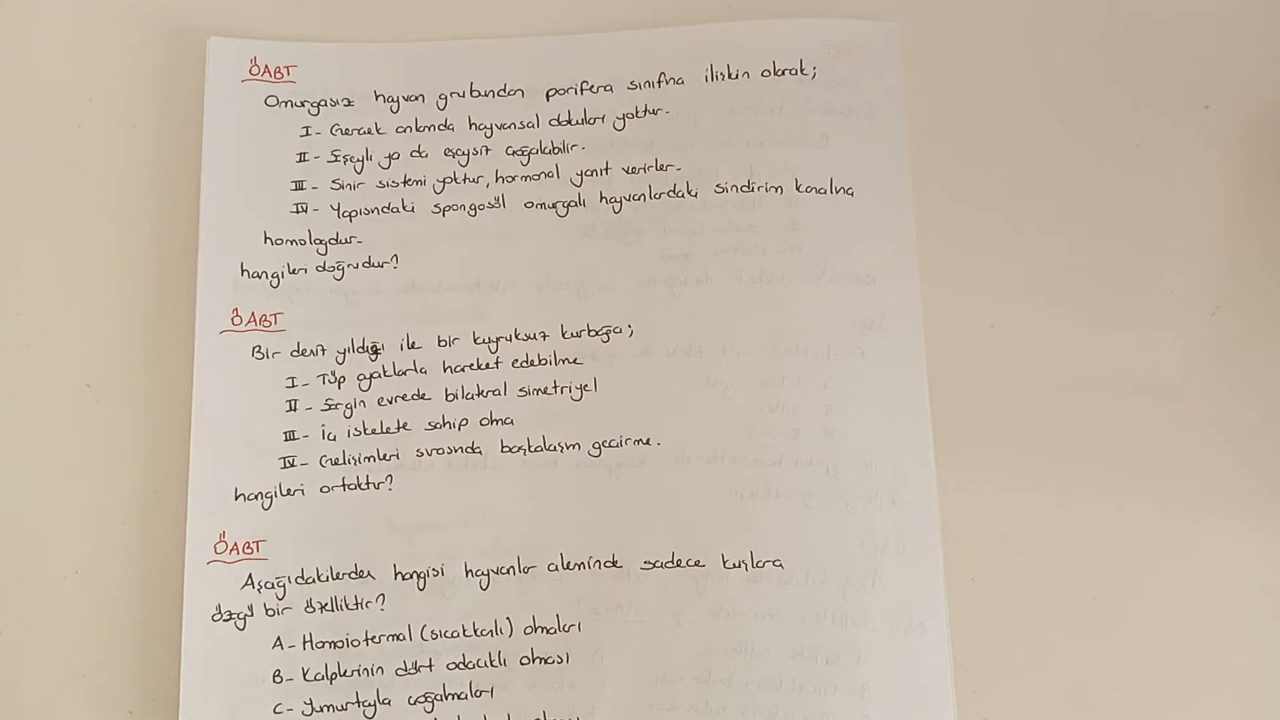 ÖABT
Omurgasız hayvan grubundan porifera sınıfına ilişkin olarak;
I- Gerçek anlamda hayvansal dokuları yoktur.
II- Eşeyli ya da eşeysiz çoğalabilir.
III- Sinir sistemi yoktur, hormonal yanıt verirler.
IV- Yapısındaki spongosöl omurgalı hayvanlardaki sindirim kanalına
homologdur.
hangileri doğrudur?
ÖABT
Bir deniz yıldığı ile bir kuyruksuz kurbağa;
I- Tüp ayaklarla hareket edebilme
II- Ergin evrede bilateral simetriyel
III- İç iskelete sahip olma
IV- Gelişimleri sırasında başkalaşım geçirme.
hangileri ortaktır?
ÖABT
Aşağıdakilerden hangisi hayvanlar aleminde sadece kuşlara
özgü bir özelliktir?
A- Homoiotermal (sıcakkanlı) olmaları
B- Kalplerinin dört odacıklı olması
C- Yumurtayla çoğalmaları